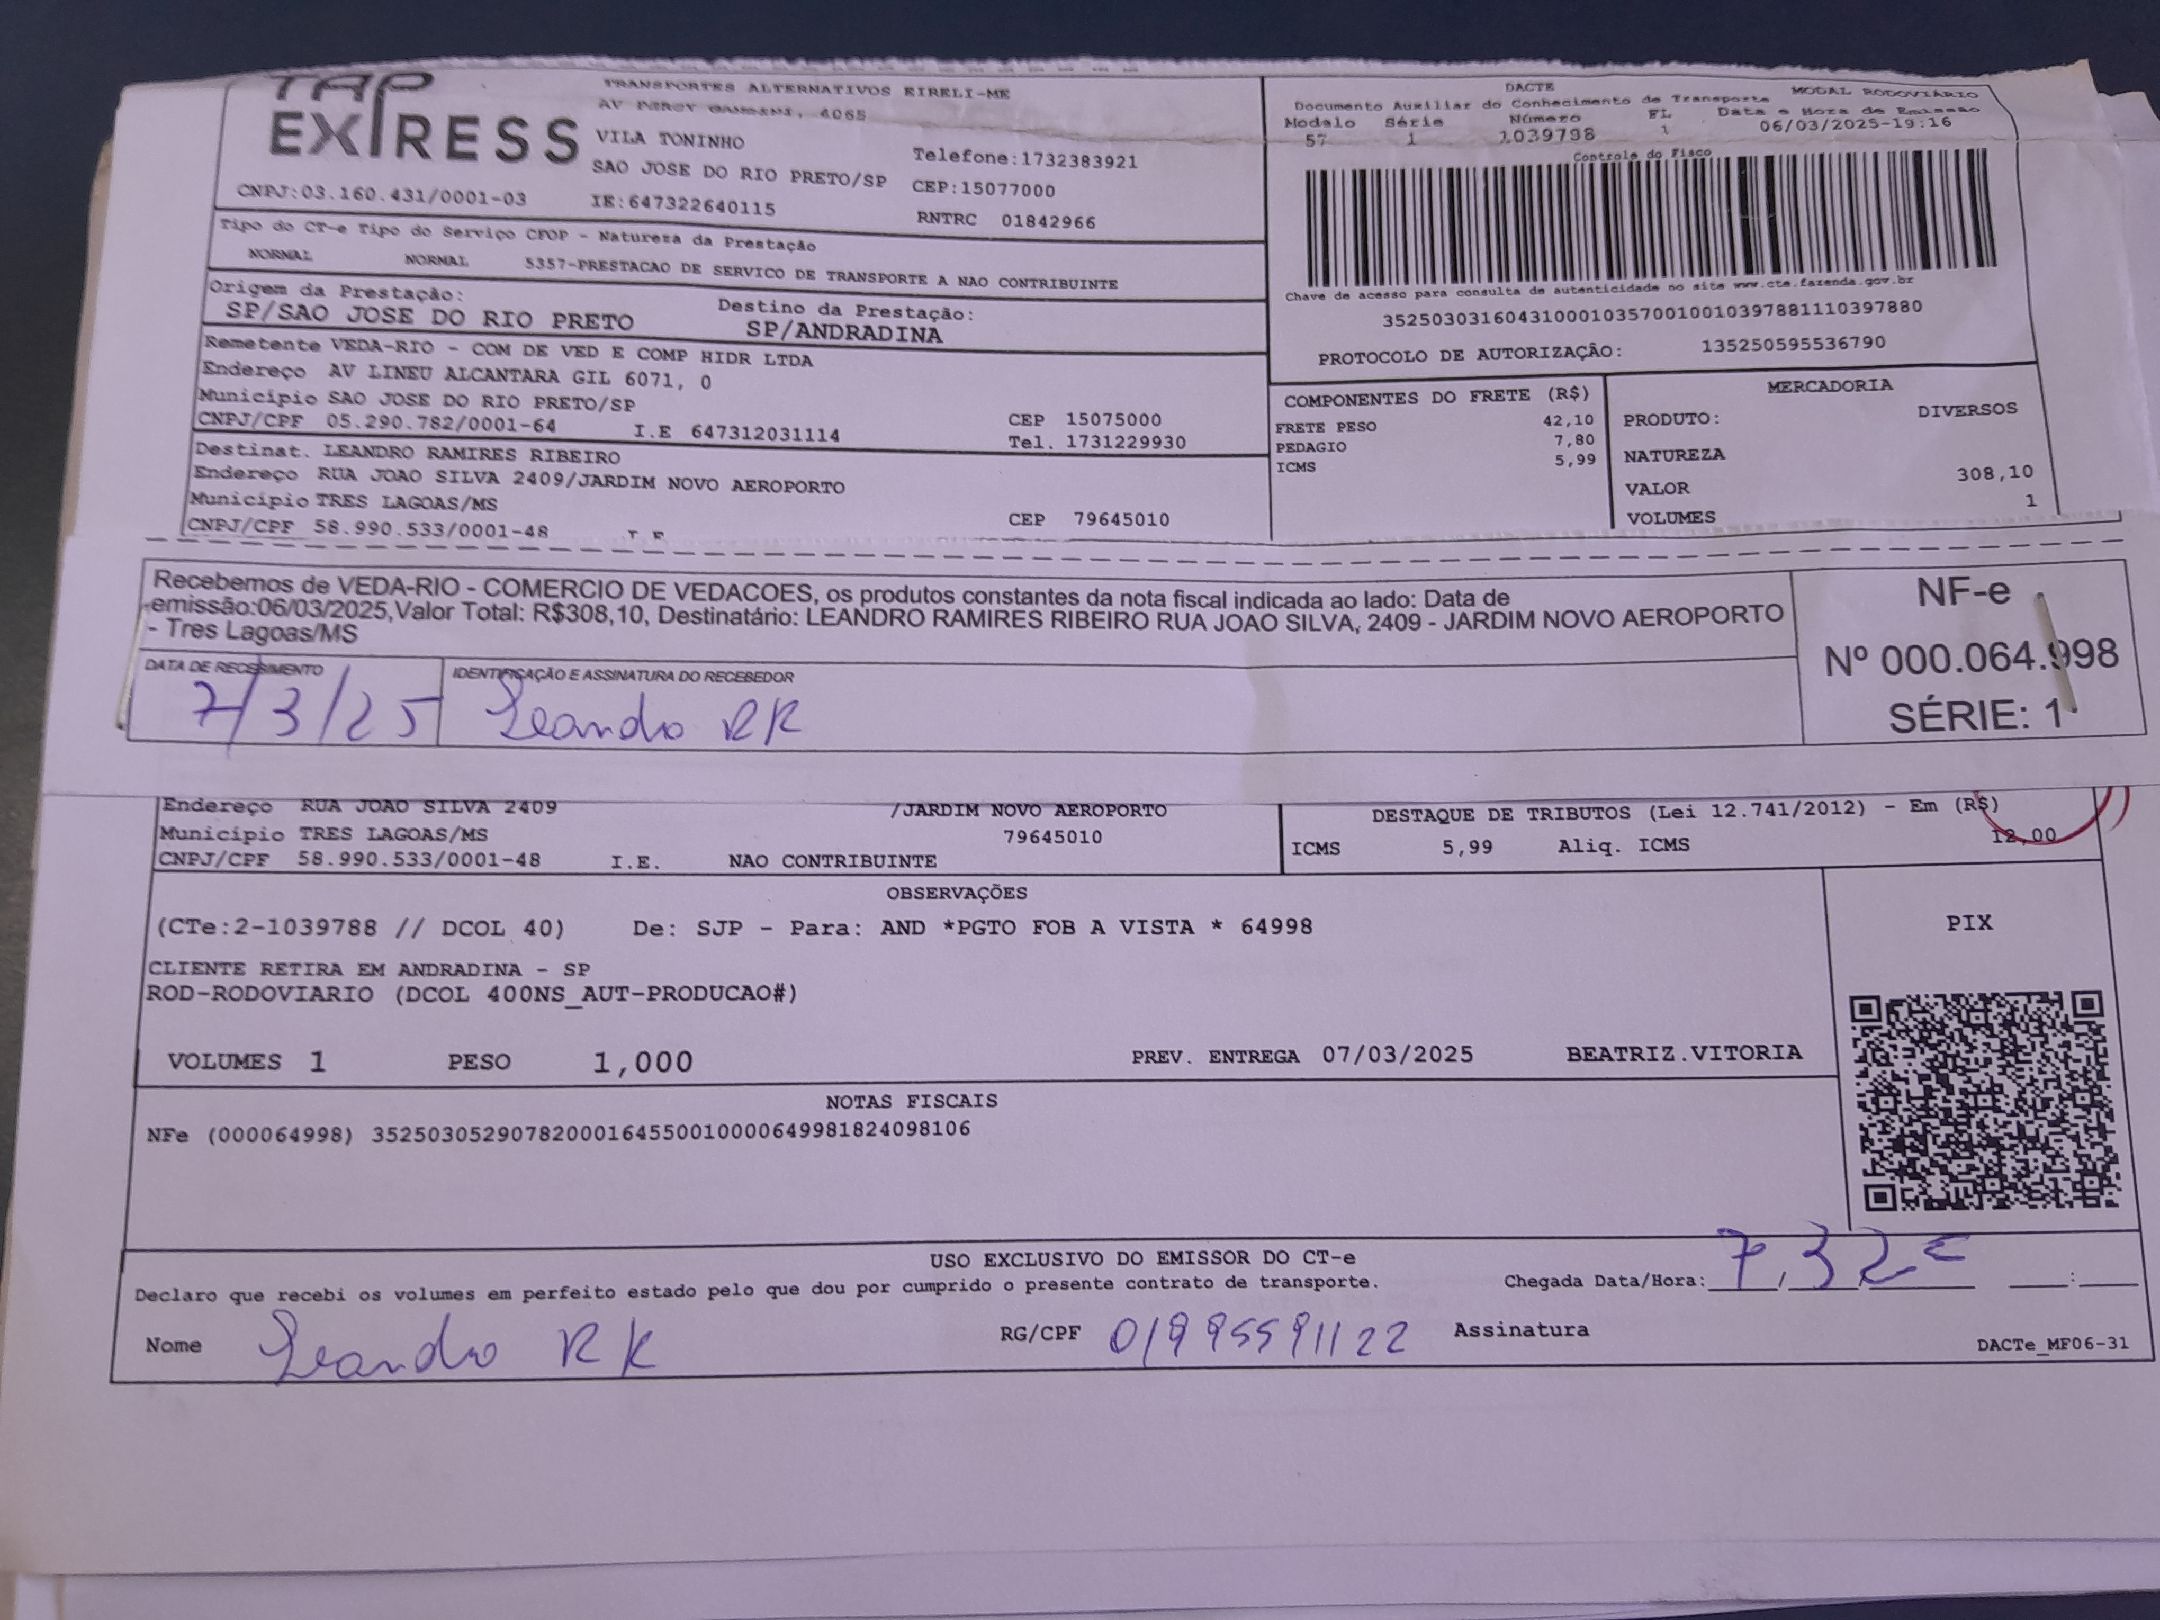 TAP
EXPRESS
TRANSPORTES ALTERNATIVOS EIRELI-ME
AV PERCY GANDINI, 4065
VILA TONINHO
SAO JOSE DO RIO PRETO/SP
Telefone:1732383921
CEP:15077000
CNPJ:03.160.431/0001-03 IE:647322640115 RNTRC 01842966
Tipo do CT-e Tipo do Serviço CFOP - Natureza da Prestação
NORMAL NORMAL 5357-PRESTACAO DE SERVICO DE TRANSPORTE A NAO CONTRIBUINTE
Origem da Prestação: Destino da Prestação:
SP/SAO JOSE DO RIO PRETO SP/ANDRADINA
Remetente VEDA-RIO - COM DE VED E COMP HIDR LTDA
Endereço AV LINEU ALCANTARA GIL 6071, 0
Município SAO JOSE DO RIO PRETO/SP CEP 15075000
CNPJ/CPF 05.290.782/0001-64 I.E 647312031114 Tel. 1731229930
Destinat. LEANDRO RAMIRES RIBEIRO
Endereço RUA JOAO SILVA 2409/JARDIM NOVO AEROPORTO
Município TRES LAGOAS/MS CEP 79645010
CNPJ/CPF 58.990.533/0001-48 I.E
DACTE MODAL RODOVIÁRIO
Documento Auxiliar do Conhecimento de Transporte
Modelo Série Número FL Data e Hora de Emissão
57 1 1039788 1 06/03/2025-19:16
Controle do Fisco
Chave de acesso para consulta de autenticidade no site www.cte.fazenda.gov.br
35250303160431000103570010010397881110397880
PROTOCOLO DE AUTORIZAÇÃO: 135250595536790
COMPONENTES DO FRETE (R$)
FRETE PESO 42,10
PEDAGIO 7,80
ICMS 5,99
MERCADORIA
PRODUTO: DIVERSOS
NATUREZA
VALOR 308,10
VOLUMES 1
Recebemos de VEDA-RIO - COMERCIO DE VEDACOES, os produtos constantes da nota fiscal indicada ao lado: Data de
emissão:06/03/2025,Valor Total: R$308,10, Destinatário: LEANDRO RAMIRES RIBEIRO RUA JOAO SILVA, 2409 - JARDIM NOVO AEROPORTO
- Tres Lagoas/MS
NF-e
Nº 000.064.998
SÉRIE: 1
DATA DE RECEBIMENTO IDENTIFICAÇÃO E ASSINATURA DO RECEBEDOR
7/3/25 Leandro RR
Endereço RUA JOAO SILVA 2409 /JARDIM NOVO AEROPORTO
Município TRES LAGOAS/MS 79645010
CNPJ/CPF 58.990.533/0001-48 I.E. NAO CONTRIBUINTE
DESTAQUE DE TRIBUTOS (Lei 12.741/2012) - Em (R$)
ICMS 5,99 Aliq. ICMS 12,00
OBSERVAÇÕES
(CTe:2-1039788 // DCOL 40) De: SJP - Para: AND *PGTO FOB A VISTA * 64998
CLIENTE RETIRA EM ANDRADINA - SP
ROD-RODOVIARIO (DCOL 400NS_AUT-PRODUCAO#)
PIX
VOLUMES 1 PESO 1,000 PREV. ENTREGA 07/03/2025 BEATRIZ.VITORIA
NOTAS FISCAIS
NFe (000064998) 35250305290782000164550010000649981824098106
USO EXCLUSIVO DO EMISSOR DO CT-e
Declaro que recebi os volumes em perfeito estado pelo que dou por cumprido o presente contrato de transporte. Chegada Data/Hora:
Nome Leandro RR RG/CPF 01995591122 Assinatura
DACTe_MF06-31